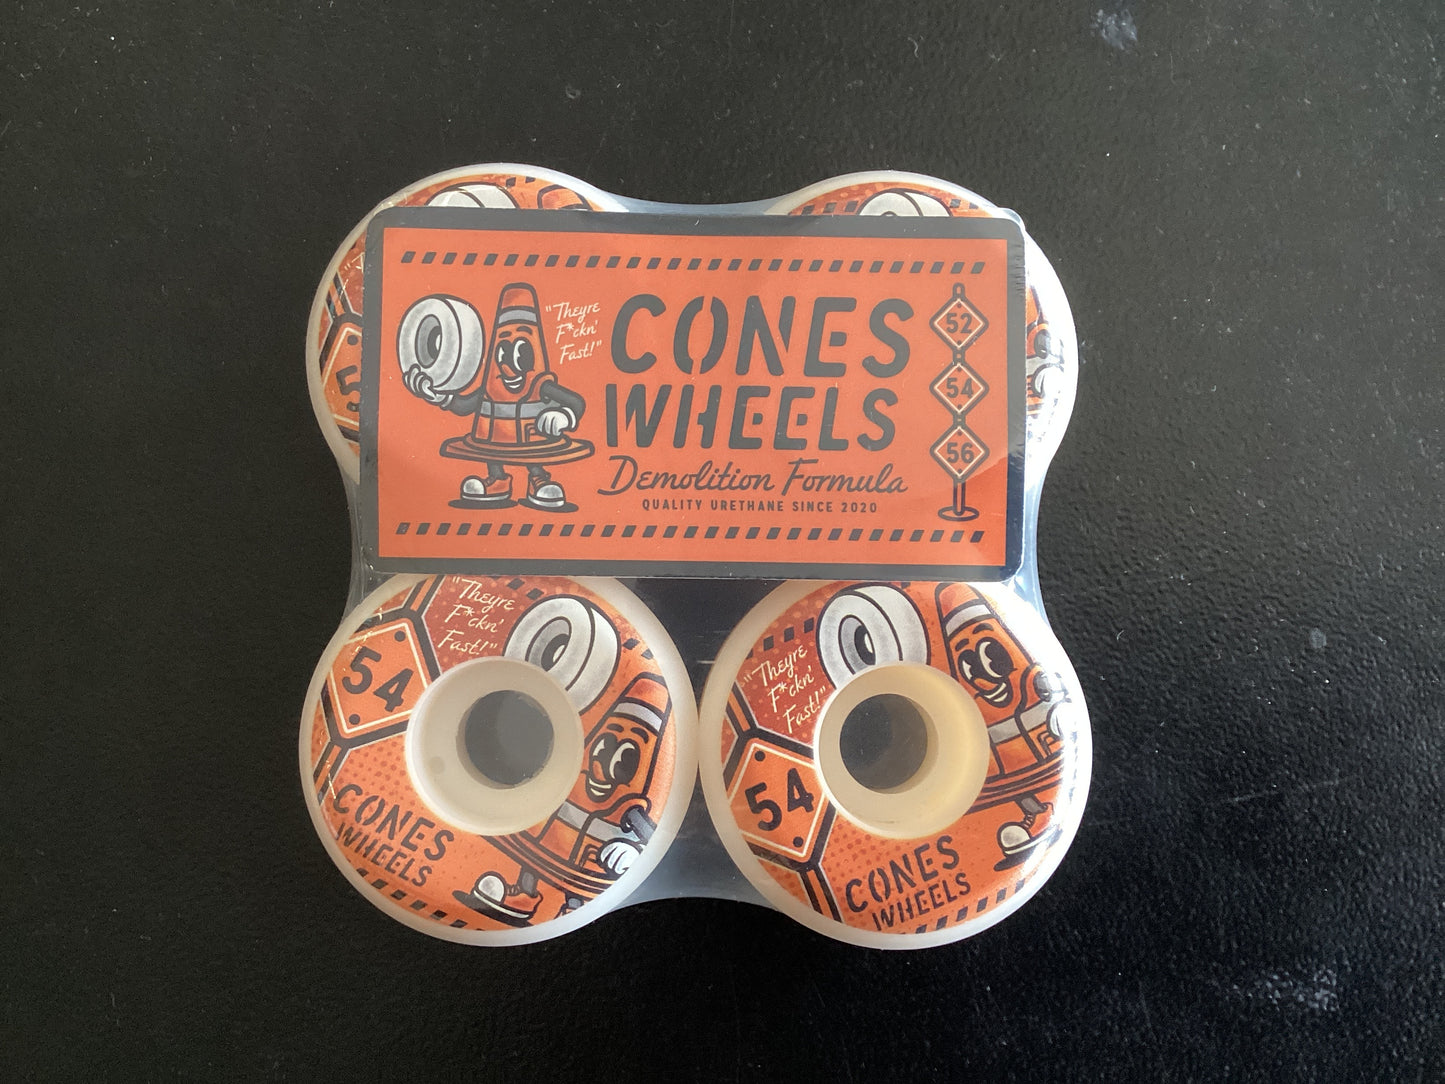 "Theyre
F*ckn'
Fast!"
CONES
WHEELS
Demolition Formula
QUALITY URETHANE SINCE 2020
52
54
56
5
"Theyre
F*ckn'
Fast!"
54
CONES
WHEELS
"Theyre
F*ckn'
Fast!"
54
CONES
WHEELS